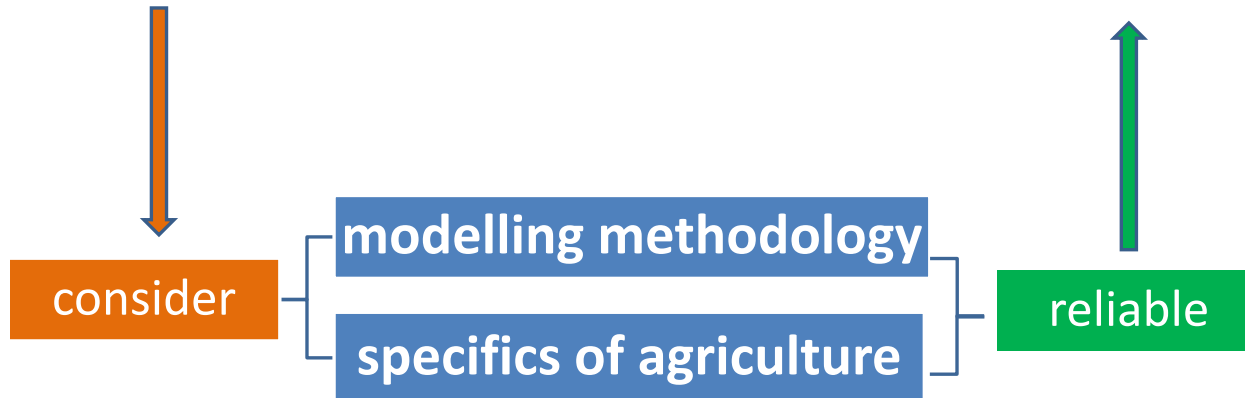 consider
modelling methodology
specifics of agriculture
reliable